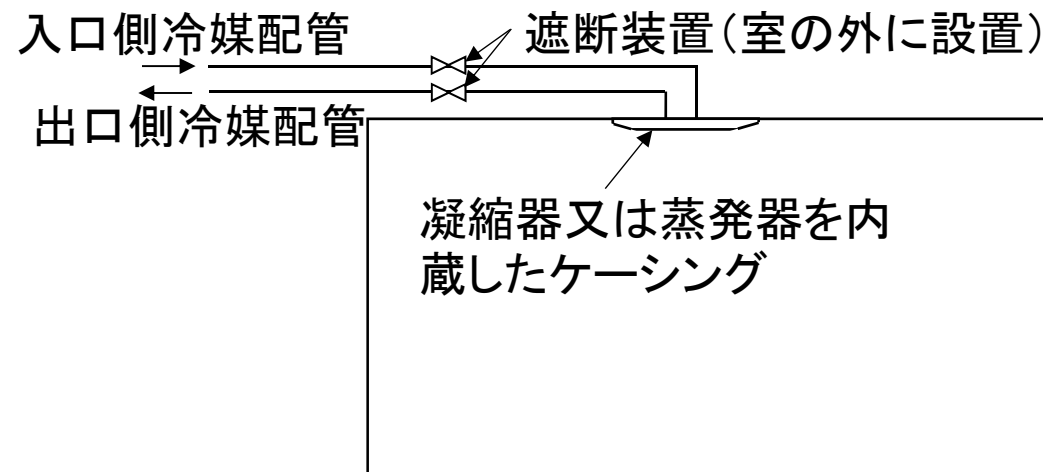 入口側冷媒配管
遮断装置(室の外に設置)
出口側冷媒配管
凝縮器又は蒸発器を内
蔵したケーシング